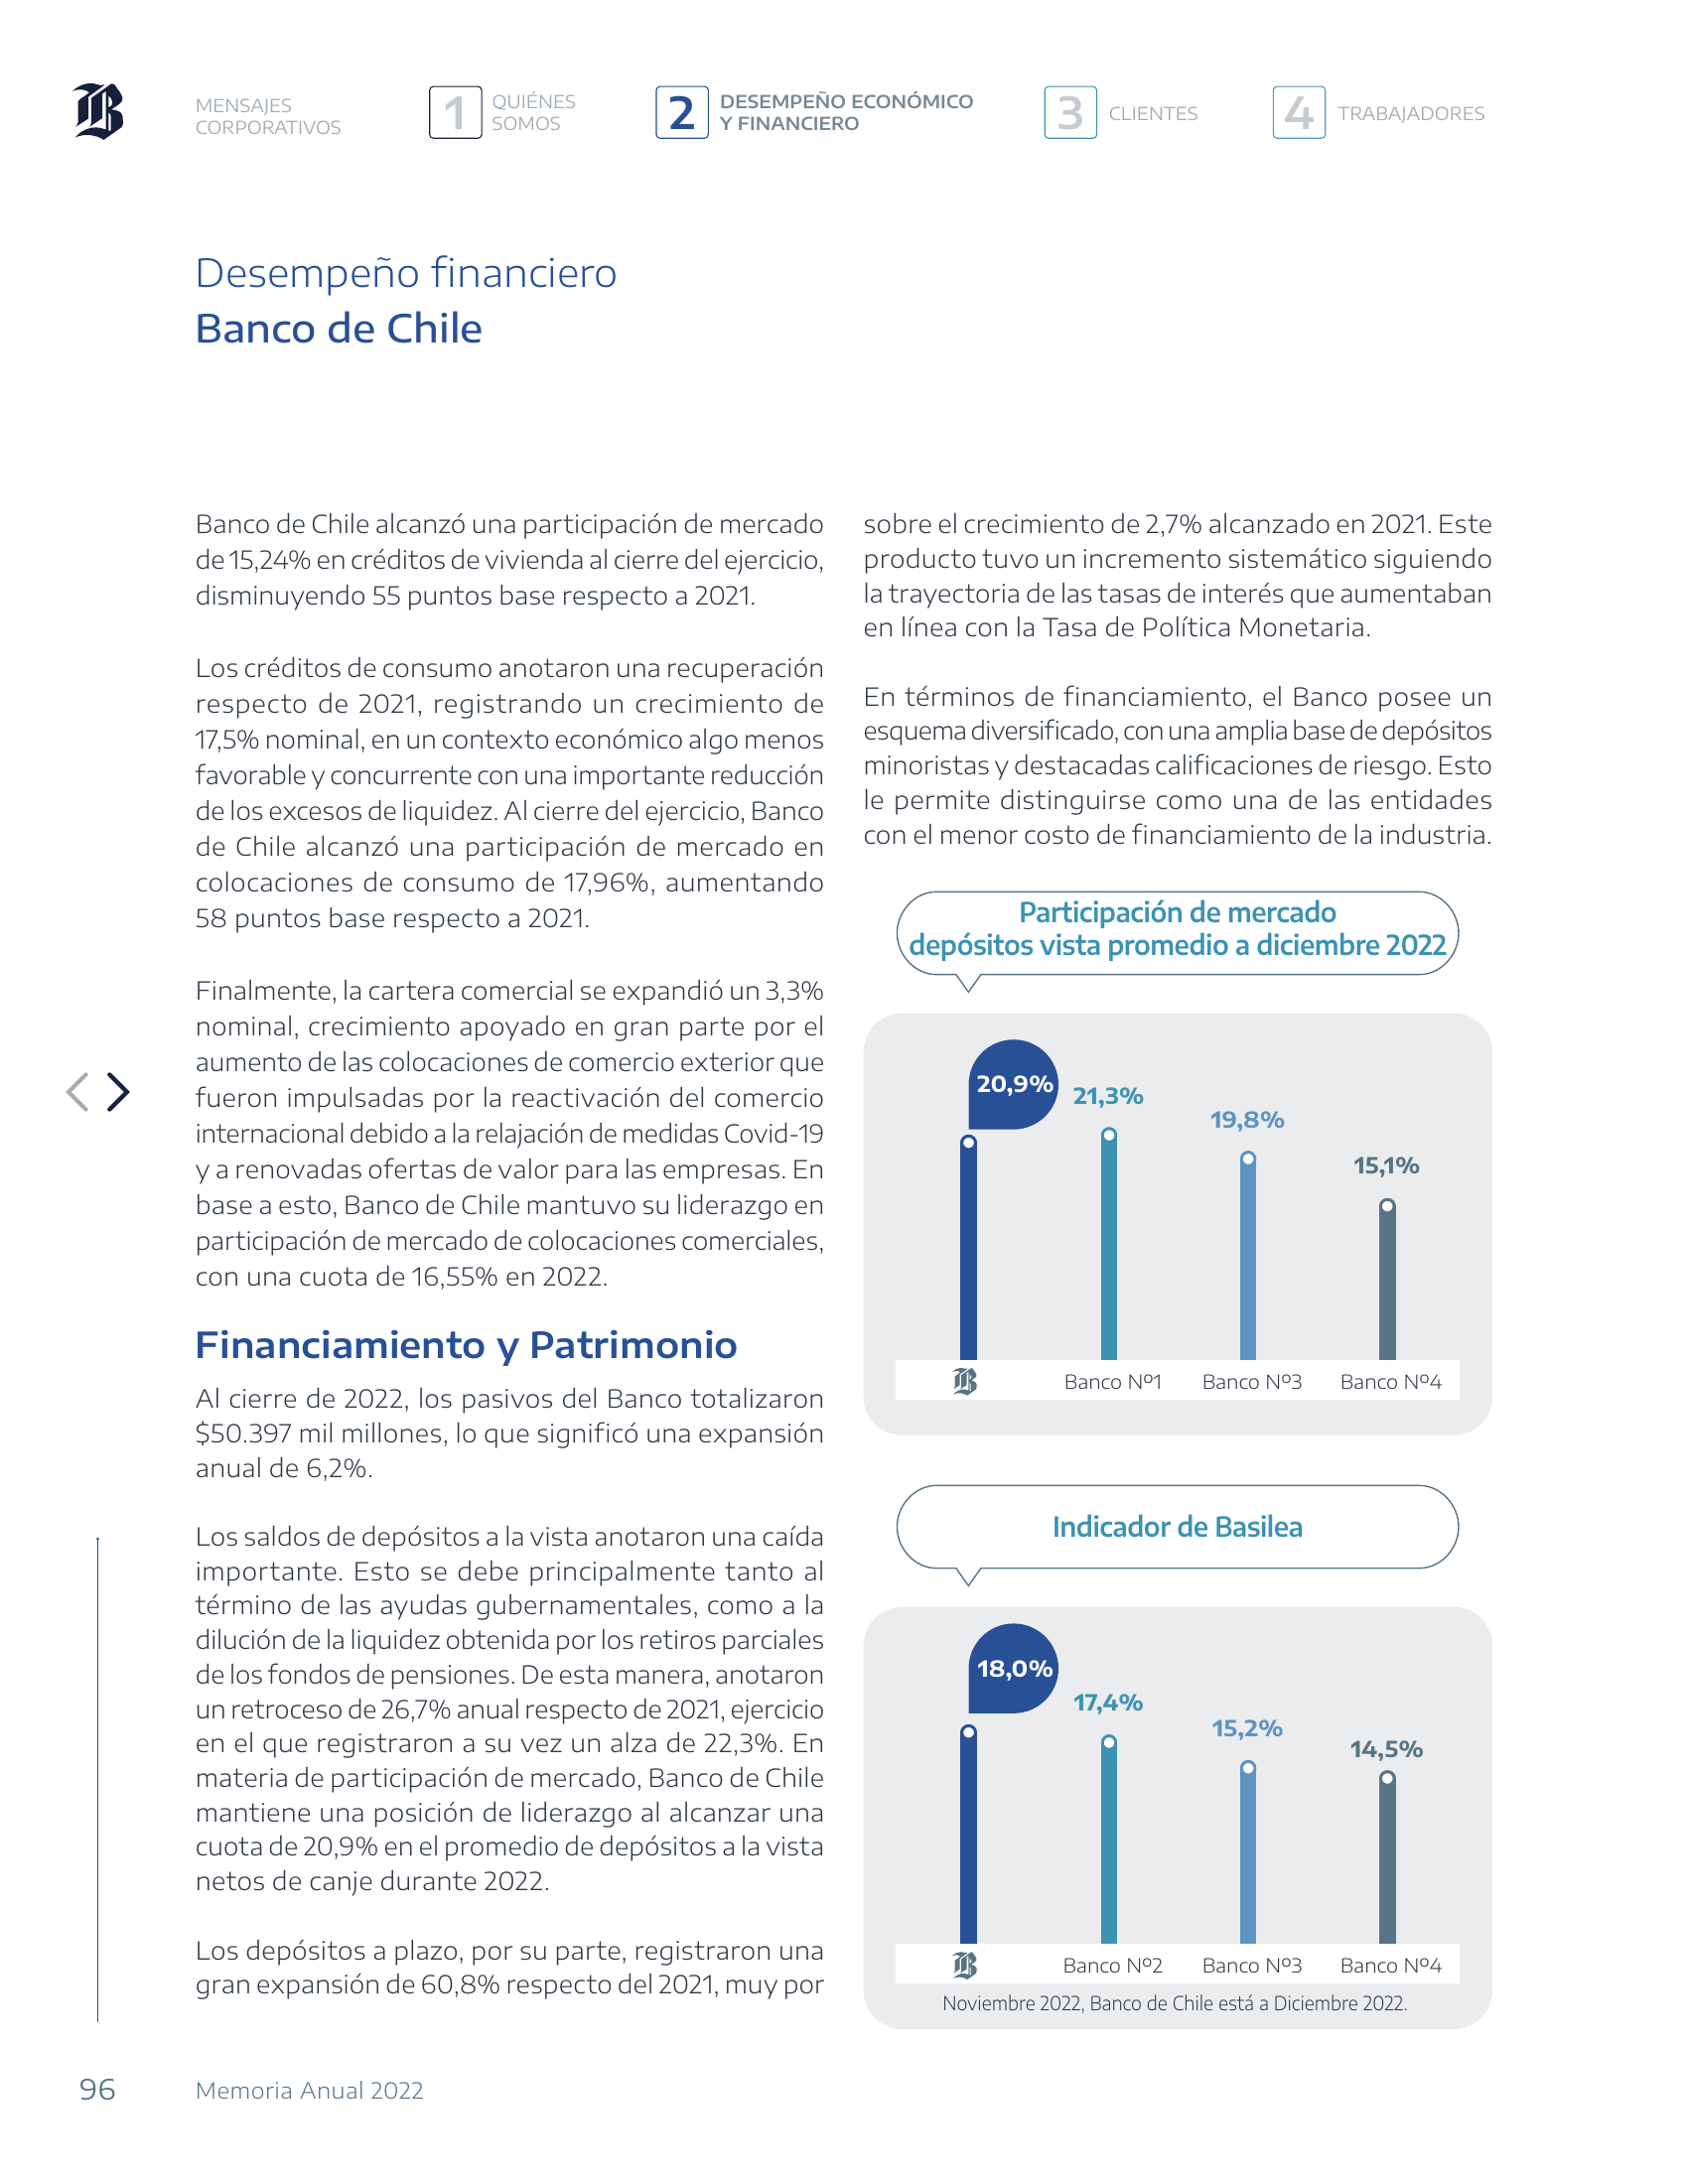 MENSAJES
CORPORATIVOS
1
QUIÉNES
SOMOS
2
DESEMPEÑO ECONÓMICO
Y FINANCIERO
3
CLIENTES
4
TRABAJADORES
Desempeño financiero
Banco de Chile
Banco de Chile alcanzó una participación de mercado
de 15,24% en créditos de vivienda al cierre del ejercicio,
disminuyendo 55 puntos base respecto a 2021.
Los créditos de consumo anotaron una recuperación
respecto de 2021, registrando un crecimiento de
17,5% nominal, en un contexto económico algo menos
favorable y concurrente con una importante reducción
de los excesos de liquidez. Al cierre del ejercicio, Banco
de Chile alcanzó una participación de mercado en
colocaciones de consumo de 17,96%, aumentando
58 puntos base respecto a 2021.
Finalmente, la cartera comercial se expandió un 3,3%
nominal, crecimiento apoyado en gran parte por el
aumento de las colocaciones de comercio exterior que
fueron impulsadas por la reactivación del comercio
internacional debido a la relajación de medidas Covid-19
y a renovadas ofertas de valor para las empresas. En
base a esto, Banco de Chile mantuvo su liderazgo en
participación de mercado de colocaciones comerciales,
con una cuota de 16,55% en 2022.
Financiamiento y Patrimonio
Al cierre de 2022, los pasivos del Banco totalizaron
$50.397 mil millones, lo que significó una expansión
anual de 6,2%.
Los saldos de depósitos a la vista anotaron una caída
importante. Esto se debe principalmente tanto al
término de las ayudas gubernamentales, como a la
dilución de la liquidez obtenida por los retiros parciales
de los fondos de pensiones. De esta manera, anotaron
un retroceso de 26,7% anual respecto de 2021, ejercicio
en el que registraron a su vez un alza de 22,3%. En
materia de participación de mercado, Banco de Chile
mantiene una posición de liderazgo al alcanzar una
cuota de 20,9% en el promedio de depósitos a la vista
netos de canje durante 2022.
Los depósitos a plazo, por su parte, registraron una
gran expansión de 60,8% respecto del 2021, muy por
sobre el crecimiento de 2,7% alcanzado en 2021. Este
producto tuvo un incremento sistemático siguiendo
la trayectoria de las tasas de interés que aumentaban
en línea con la Tasa de Política Monetaria.
En términos de financiamiento, el Banco posee un
esquema diversificado, con una amplia base de depósitos
minoristas y destacadas calificaciones de riesgo. Esto
le permite distinguirse como una de las entidades
con el menor costo de financiamiento de la industria.
Participación de mercado
depósitos vista promedio a diciembre 2022
20,9%
21,3%
19,8%
15,1%
Banco Nº1
Banco Nº3
Banco Nº4
Indicador de Basilea
18,0%
17,4%
15,2%
14,5%
Banco Nº2
Banco Nº3
Banco Nº4
Noviembre 2022, Banco de Chile está a Diciembre 2022.
96
Memoria Anual 2022